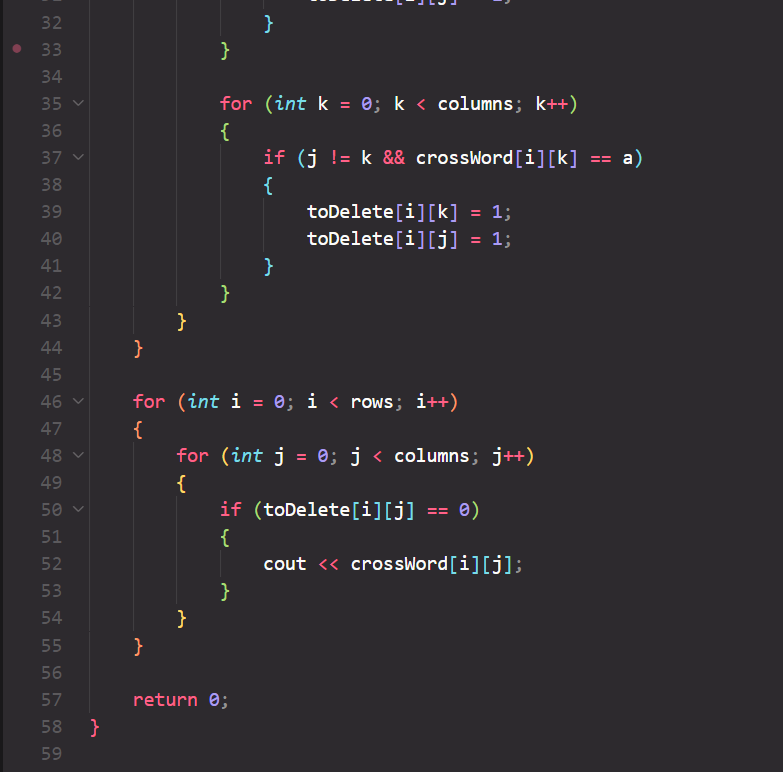 32 }
33 }
34
35 for (int k = 0; k < columns; k++)
36 {
37 if (j != k && crossWord[i][k] == a)
38 {
39 toDelete[i][k] = 1;
40 toDelete[i][j] = 1;
41 }
42 }
43 }
44 }
45
46 for (int i = 0; i < rows; i++)
47 {
48 for (int j = 0; j < columns; j++)
49 {
50 if (toDelete[i][j] == 0)
51 {
52 cout << crossWord[i][j];
53 }
54 }
55 }
56
57 return 0;
58 }
59